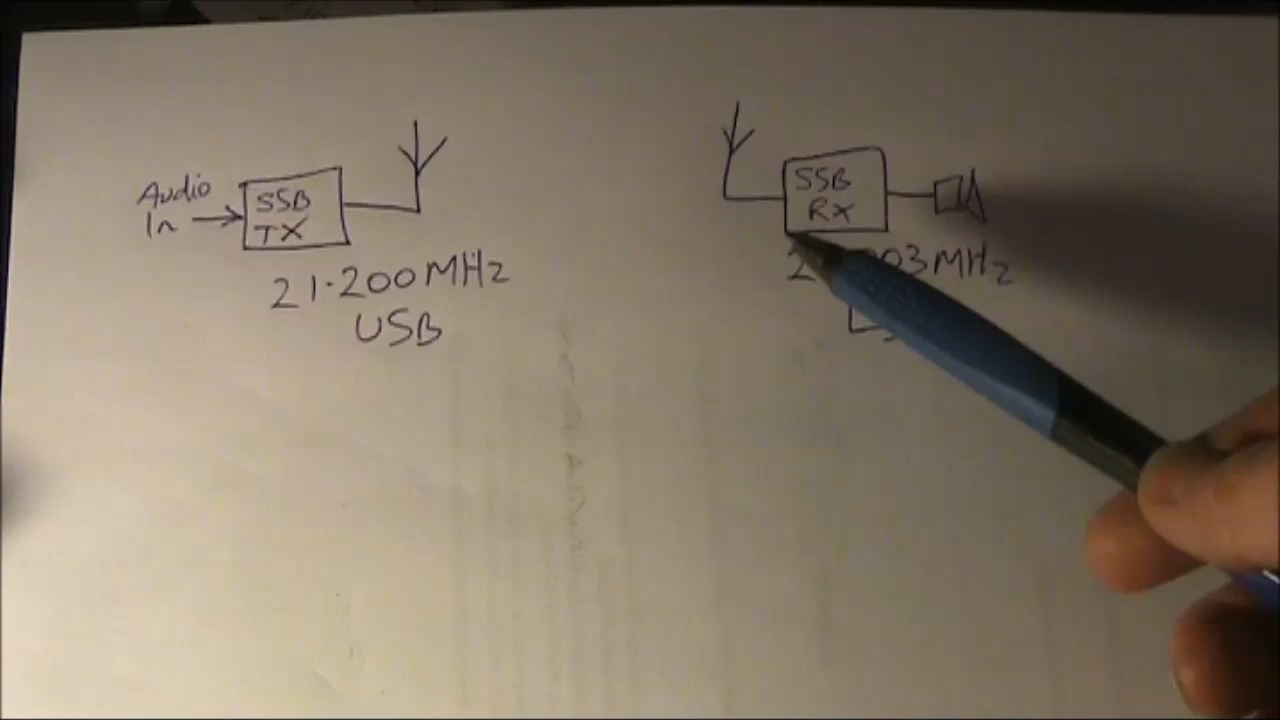 Audio
In
SSB
TX
21.200MHz
USB
SSB
RX
03MHz